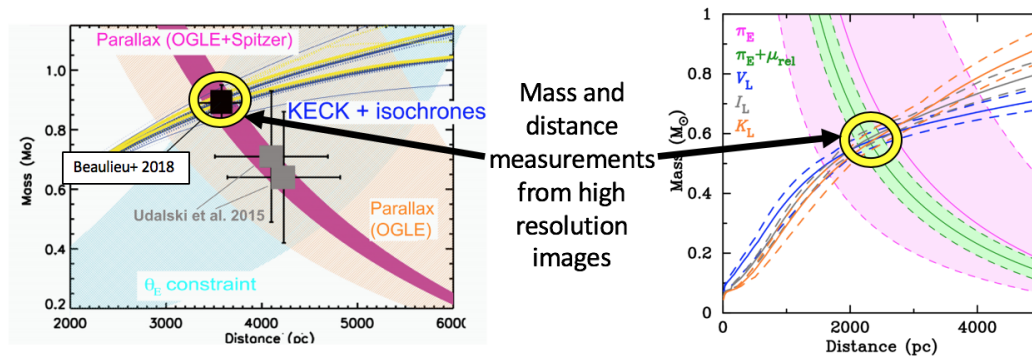 Parallax (OGLE+Spitzer)
KECK + isochrones
Beaulieu+ 2018
Udalski et al. 2015
Parallax
(OGLE)
θE constraint
Mass (Mo)
1.0
0.8
0.6
0.4
0.2
2000 3000 4000 5000 6000
Distance (pc)
Mass and
distance
measurements
from high
resolution
images
πE
πE+μrel
VL
IL
KL
Mass (M⊙)
1
0.8
0.6
0.4
0.2
0
0 2000 4000
Distance (pc)